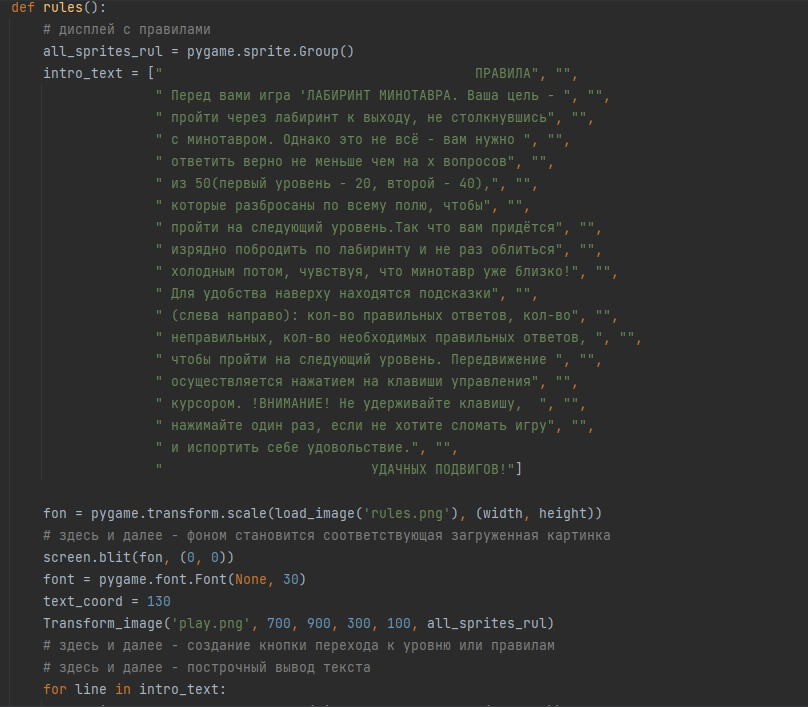 def rules():
    # дисплей с правилами
    all_sprites_rul = pygame.sprite.Group()
    intro_text = ["                                       ПРАВИЛА", "",
                  " Перед вами игра 'ЛАБИРИНТ МИНОТАВРА. Ваша цель - ", "",
                  " пройти через лабиринт к выходу, не столкнувшись", "",
                  " с минотавром. Однако это не всё - вам нужно ", "",
                  " ответить верно не меньше чем на x вопросов", "",
                  " из 50(первый уровень - 20, второй - 40),", "",
                  " которые разбросаны по всему полю, чтобы", "",
                  " пройти на следующий уровень.Так что вам придётся", "",
                  " изрядно побродить по лабиринту и не раз облиться", "",
                  " холодным потом, чувствуя, что минотавр уже близко!", "",
                  " Для удобства наверху находятся подсказки", "",
                  " (слева направо): кол-во правильных ответов, кол-во", "",
                  " неправильных, кол-во необходимых правильных ответов, ", "",
                  " чтобы пройти на следующий уровень. Передвижение ", "",
                  " осуществляется нажатием на клавиши управления", "",
                  " курсором. !ВНИМАНИЕ! Не удерживайте клавишу,  ", "",
                  " нажимайте один раз, если не хотите сломать игру", "",
                  " и испортить себе удовольствие.", "",
                  "                          УДАЧНЫХ ПОДВИГОВ!"]

    fon = pygame.transform.scale(load_image('rules.png'), (width, height))
    # здесь и далее - фоном становится соответствующая загруженная картинка
    screen.blit(fon, (0, 0))
    font = pygame.font.Font(None, 30)
    text_coord = 130
    Transform_image('play.png', 700, 900, 300, 100, all_sprites_rul)
    # здесь и далее - создание кнопки перехода к уровню или правилам
    # здесь и далее - построчный вывод текста
    for line in intro_text: